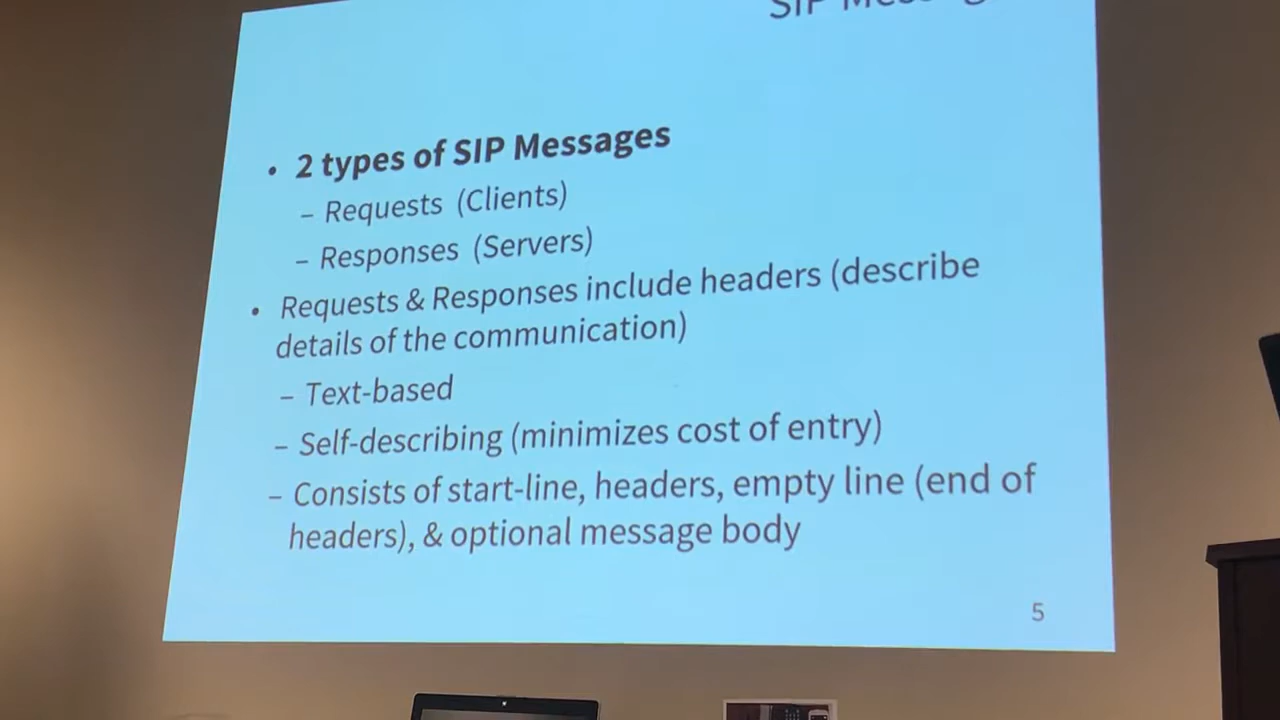 SIP
• 2 types of SIP Messages
– Requests (Clients)
– Responses (Servers)
• Requests & Responses include headers (describe
details of the communication)
– Text-based
– Self-describing (minimizes cost of entry)
– Consists of start-line, headers, empty line (end of
headers), & optional message body
5